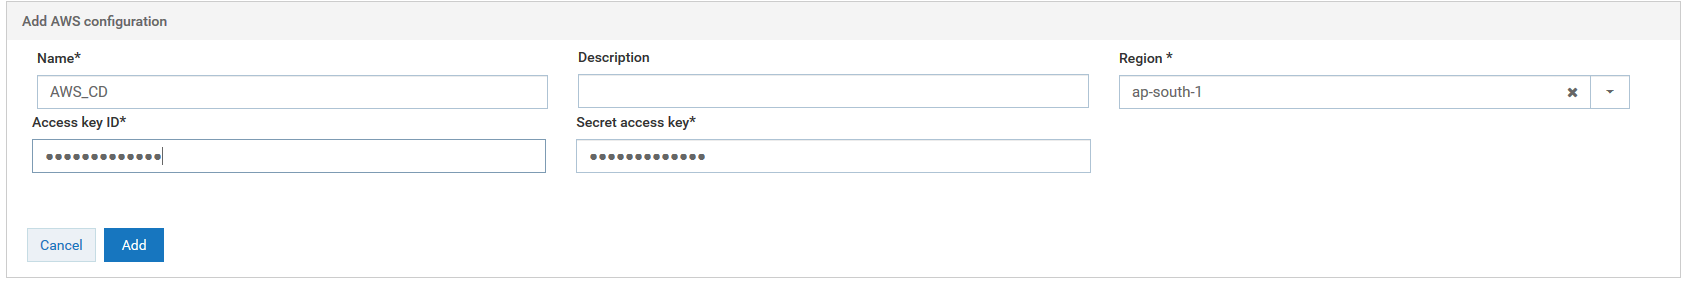 Add AWS configuration
Name*
Description
Region *
AWS_CD
ap-south-1
Access key ID*
Secret access key*
•••••••••••••
•••••••••••••
Cancel
Add